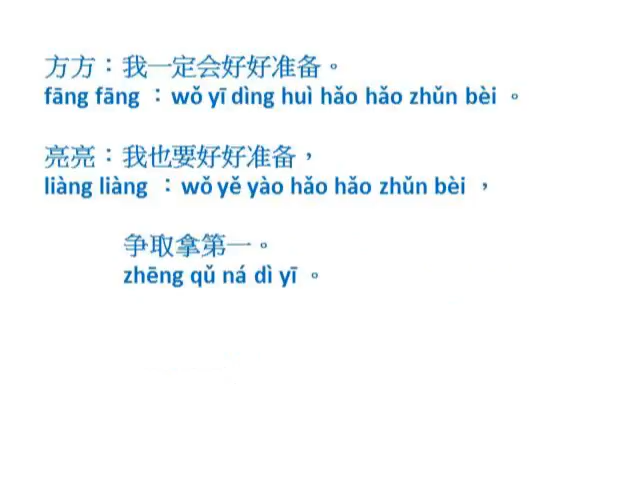 方方：我一定会好好准备。
fāng fāng ：wǒ yī dìng huì hǎo hǎo zhǔn bèi 。
亮亮：我也要好好准备，
liàng liàng ：wǒ yě yào hǎo hǎo zhǔn bèi ，
争取拿第一。
zhēng qǔ ná dì yī 。